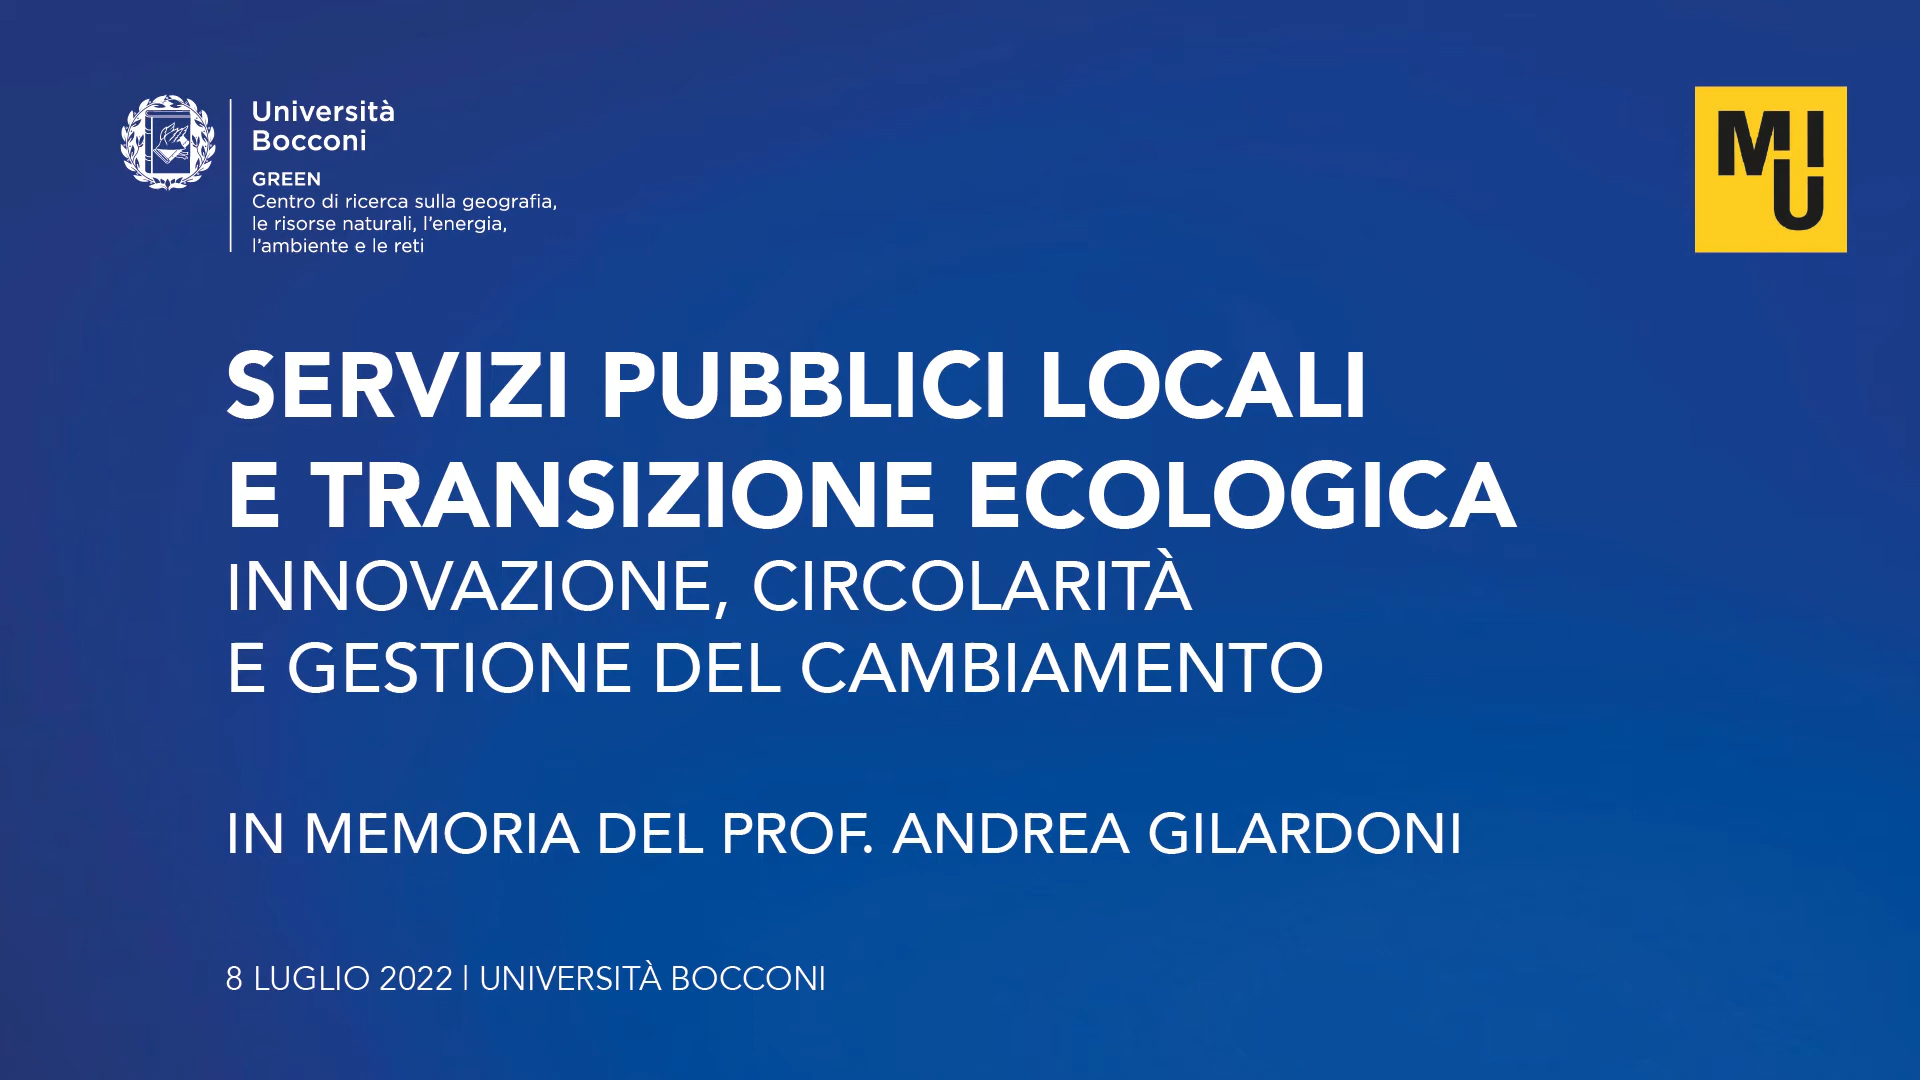 Università
Bocconi
GREEN
Centro di ricerca sulla geografia,
le risorse naturali, l'energia,
l'ambiente e le reti
MIU
SERVIZI PUBBLICI LOCALI
E TRANSIZIONE ECOLOGICA
INNOVAZIONE, CIRCOLARITÀ
E GESTIONE DEL CAMBIAMENTO
IN MEMORIA DEL PROF. ANDREA GILARDONI
8 LUGLIO 2022 | UNIVERSITÀ BOCCONI